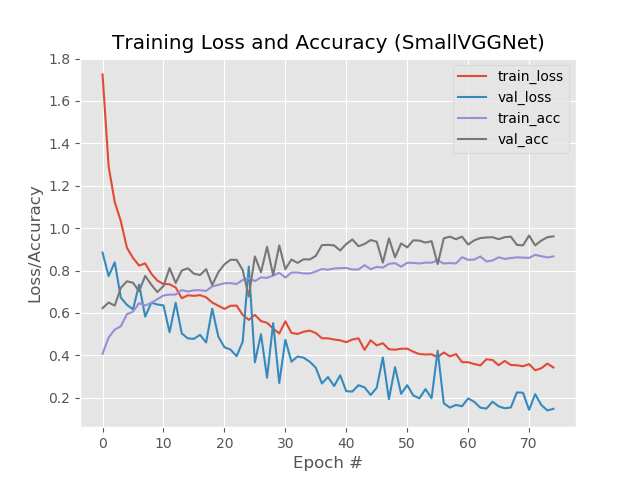 Training Loss and Accuracy (SmallVGGNet)
train_loss
val_loss
train_acc
val_acc
Loss/Accuracy
1.8
1.6
1.4
1.2
1.0
0.8
0.6
0.4
0.2
0 10 20 30 40 50 60 70
Epoch #